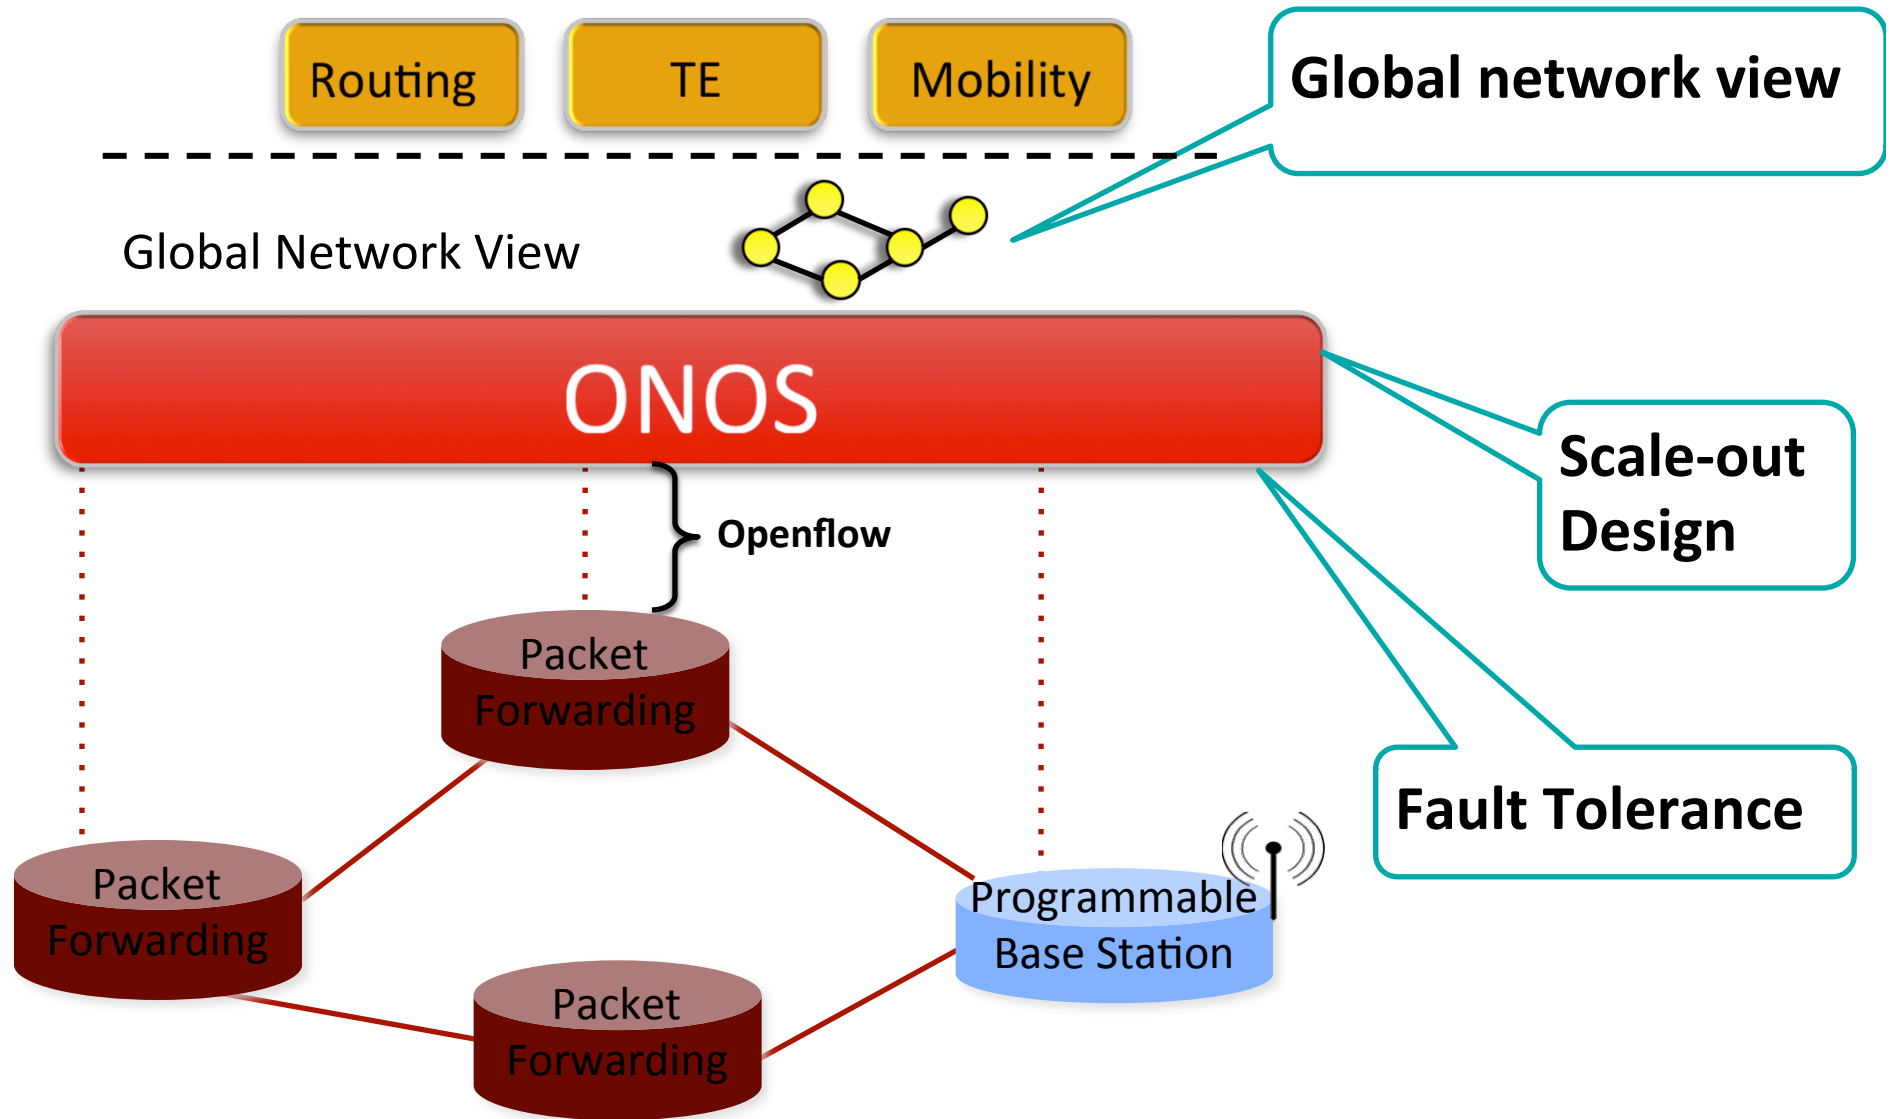 Routing
TE
Mobility
Global network view
Global Network View
ONOS
Scale-out
Design
Openflow
Packet
Forwarding
Fault Tolerance
Packet
Forwarding
Programmable
Base Station
Packet
Forwarding